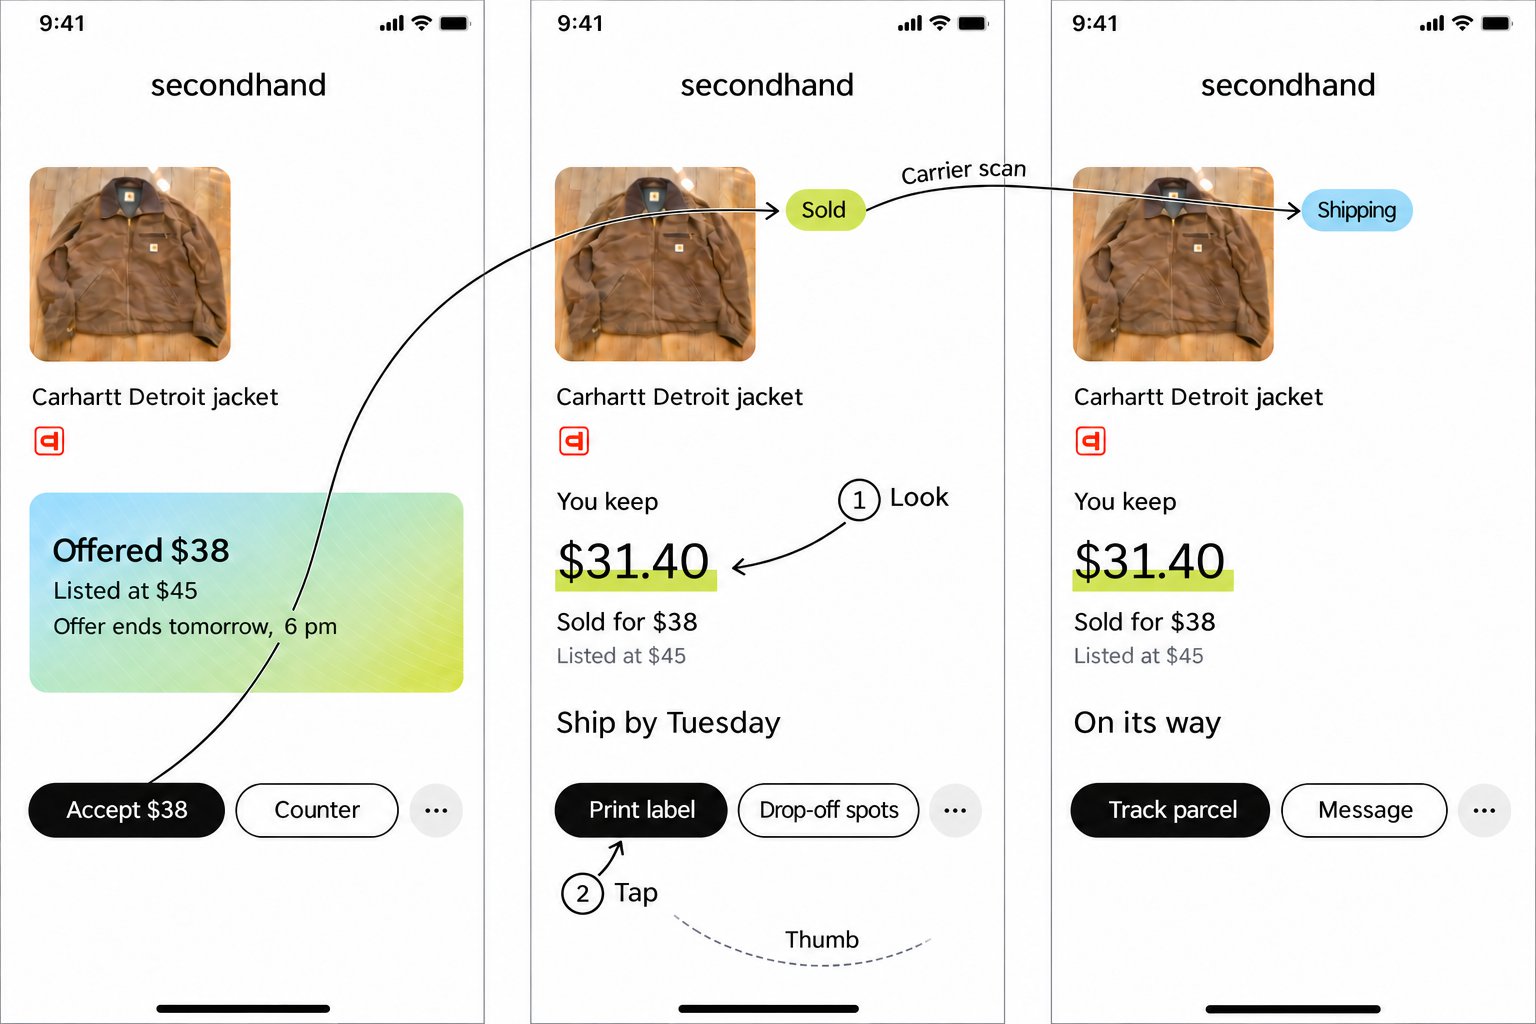 9:41
secondhand
Carhartt Detroit jacket
Offered $38
Listed at $45
Offer ends tomorrow, 6 pm
Accept $38
Counter
9:41
secondhand
Sold
Carhartt Detroit jacket
You keep
1 Look
$31.40
Sold for $38
Listed at $45
Ship by Tuesday
Print label
Drop-off spots
2 Tap
Thumb
Carrier scan
9:41
secondhand
Shipping
Carhartt Detroit jacket
You keep
$31.40
Sold for $38
Listed at $45
On its way
Track parcel
Message